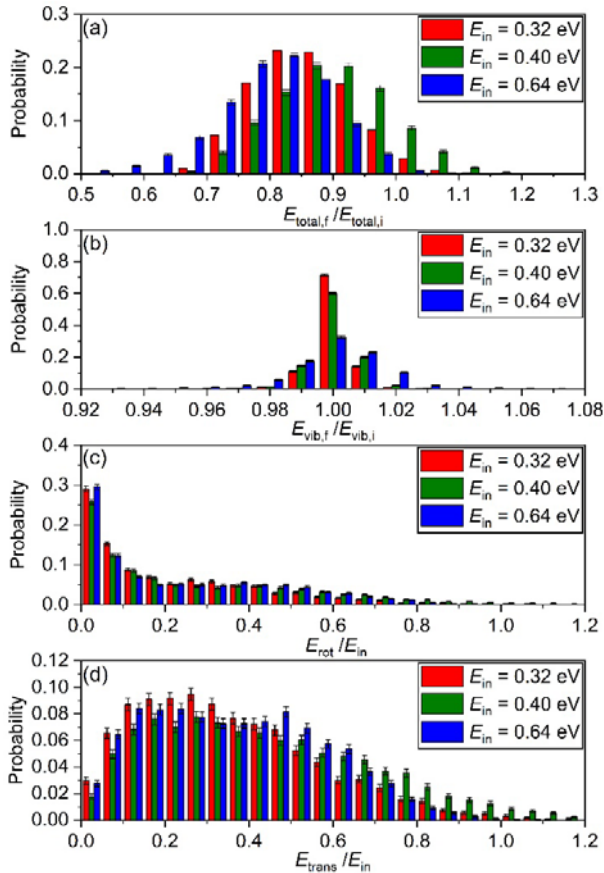 (a)
E_in = 0.32 eV
E_in = 0.40 eV
E_in = 0.64 eV
Probability
0.3
0.2
0.1
0.0
0.5 0.6 0.7 0.8 0.9 1.0 1.1 1.2 1.3
E_total,f /E_total,i
(b)
E_in = 0.32 eV
E_in = 0.40 eV
E_in = 0.64 eV
Probability
1.0
0.8
0.6
0.4
0.2
0.0
0.92 0.94 0.96 0.98 1.00 1.02 1.04 1.06 1.08
E_vib,f /E_vib,i
(c)
E_in = 0.32 eV
E_in = 0.40 eV
E_in = 0.64 eV
Probability
0.4
0.3
0.2
0.1
0.0
0.0 0.2 0.4 0.6 0.8 1.0 1.2
E_rot /E_in
(d)
E_in = 0.32 eV
E_in = 0.40 eV
E_in = 0.64 eV
Probability
0.12
0.10
0.08
0.06
0.04
0.02
0.00
0.0 0.2 0.4 0.6 0.8 1.0 1.2
E_trans /E_in